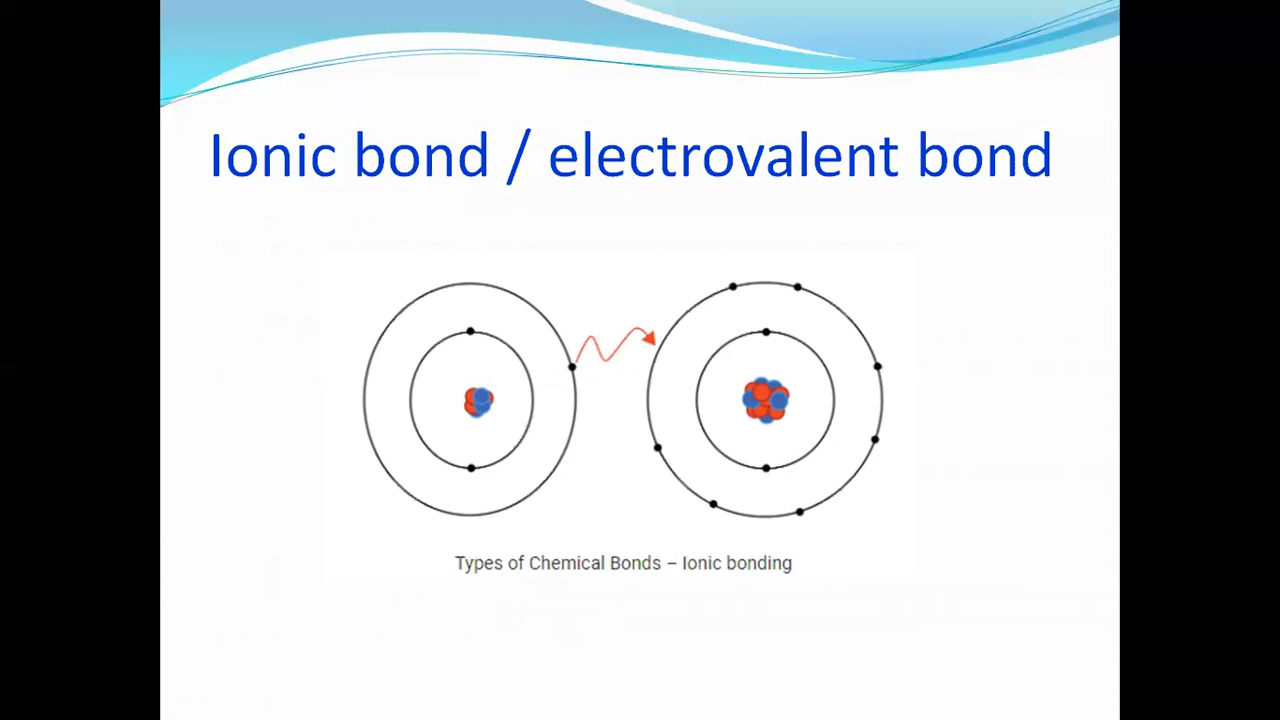 Ionic bond / electrovalent bond
Types of Chemical Bonds – Ionic bonding